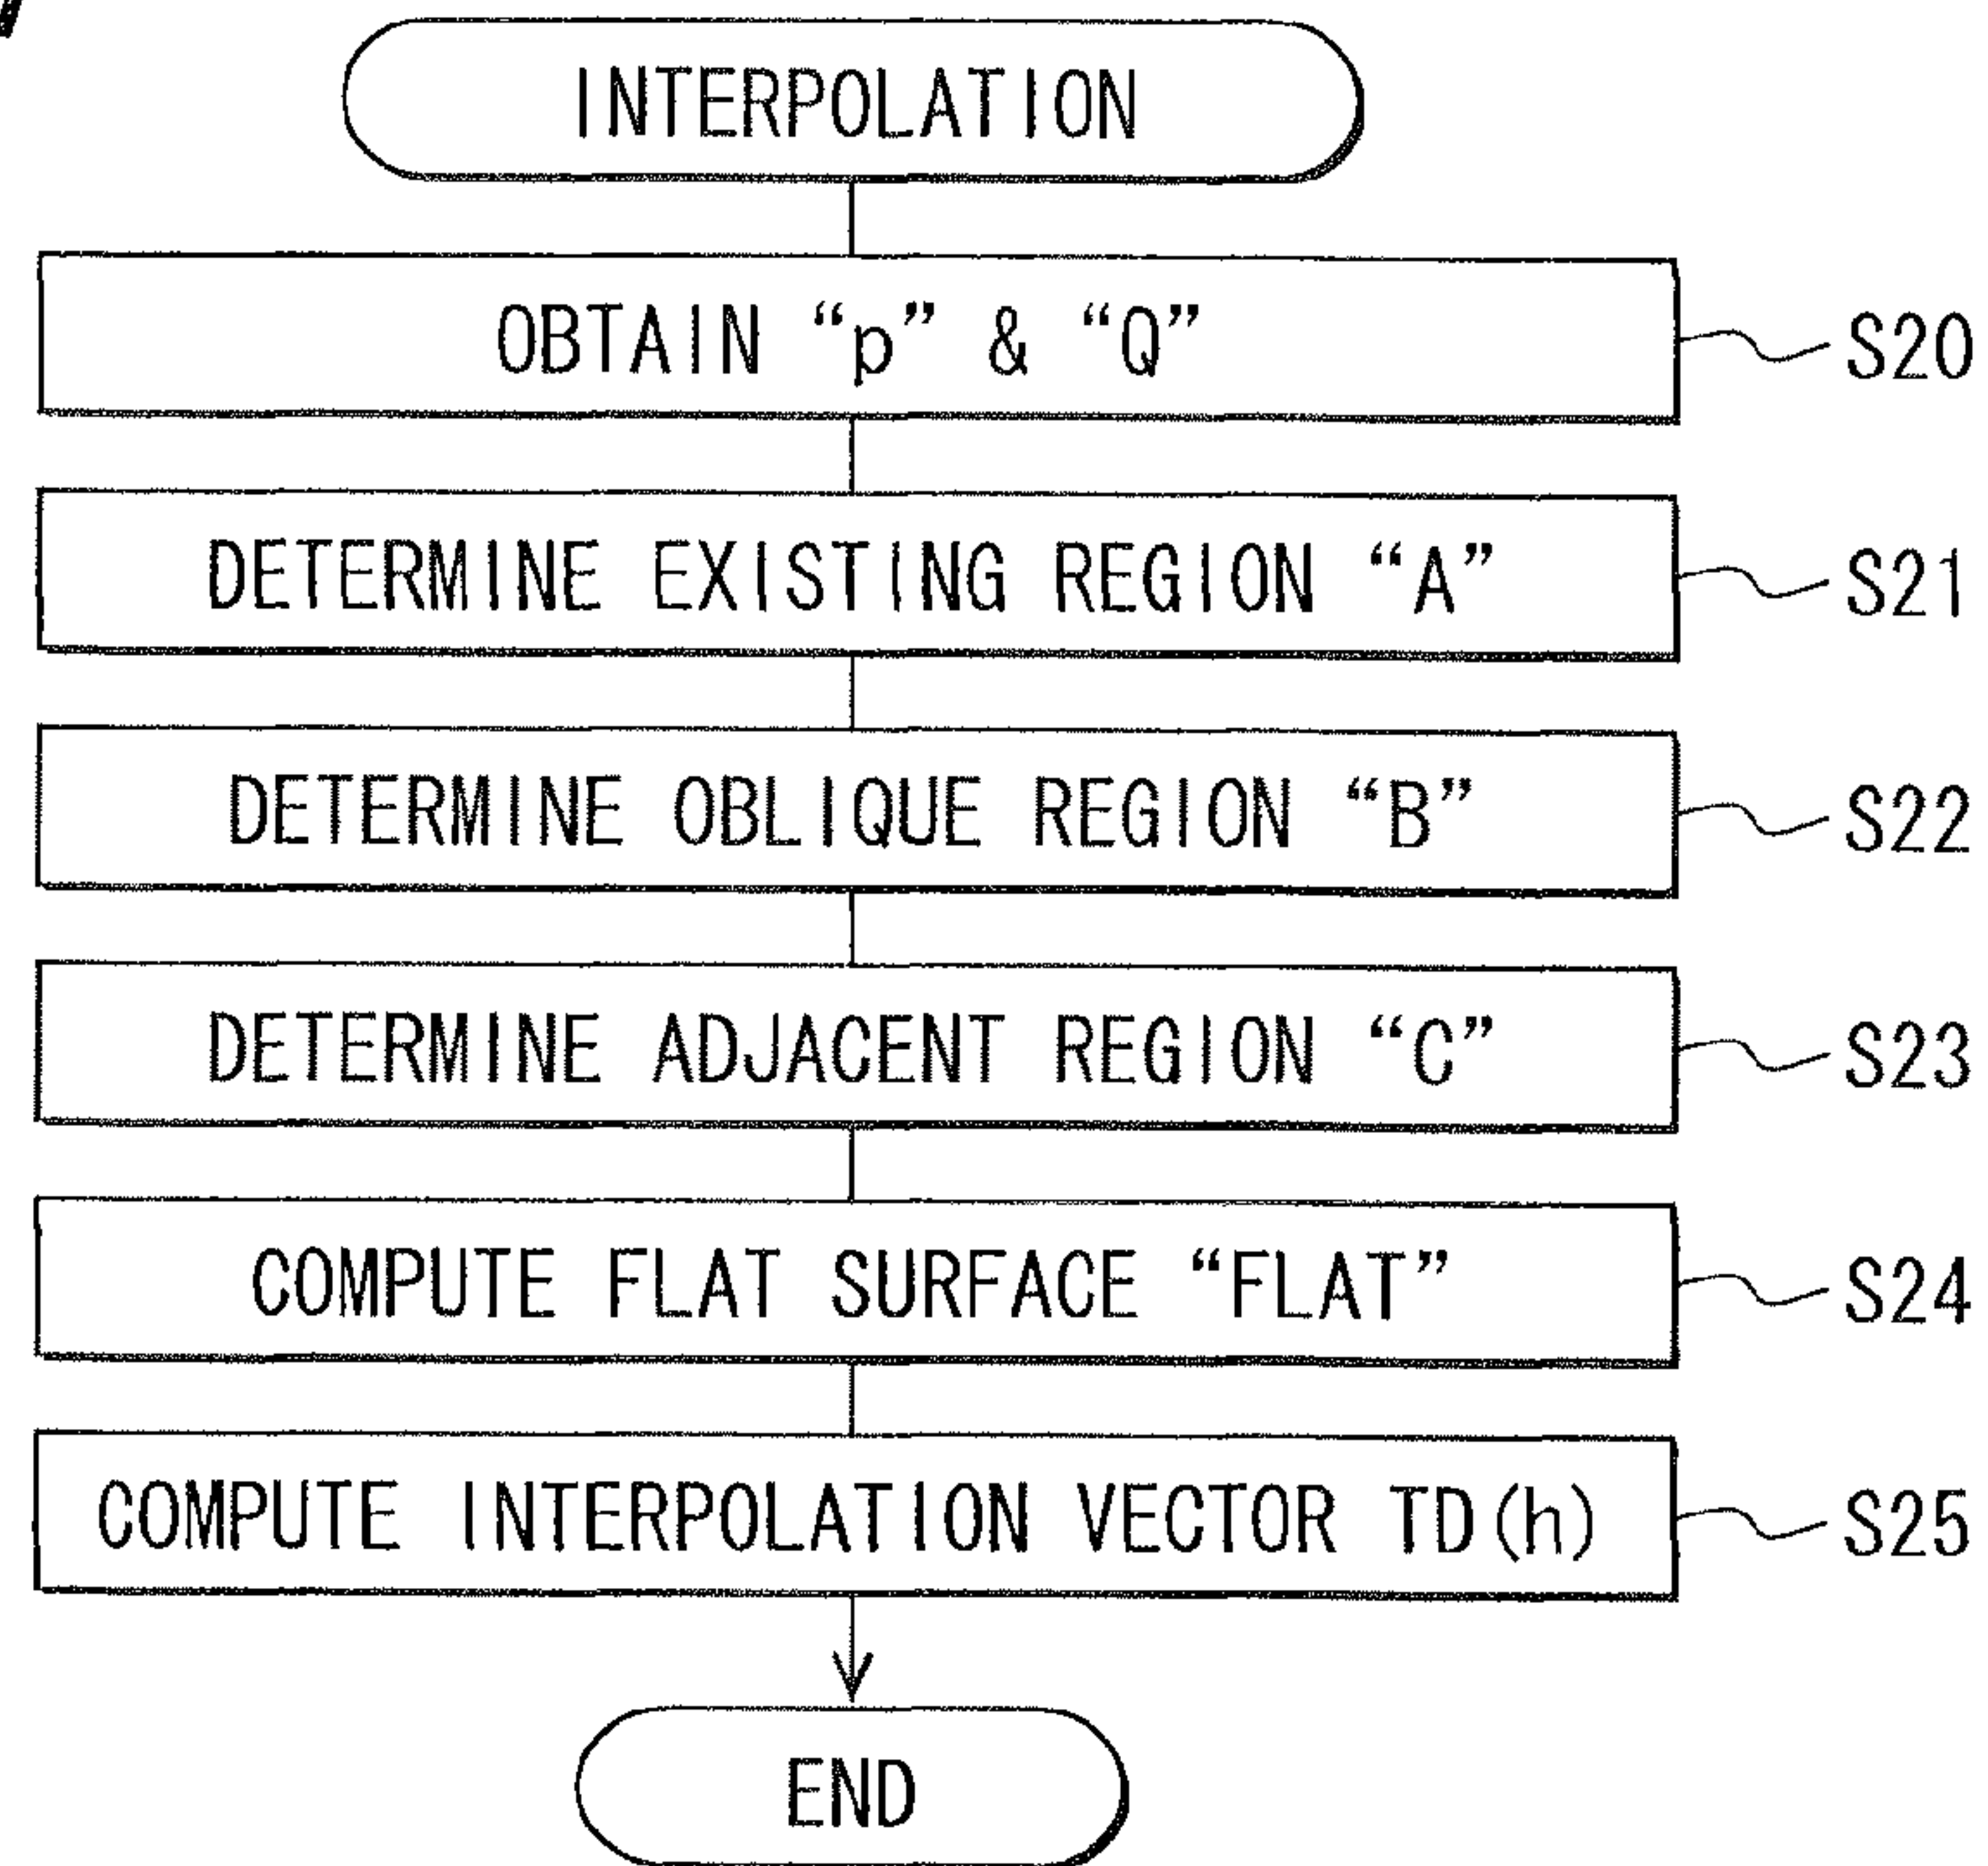 INTERPOLATION
OBTAIN “p” & “Q”
S20
DETERMINE EXISTING REGION “A”
S21
DETERMINE OBLIQUE REGION “B”
S22
DETERMINE ADJACENT REGION “C”
S23
COMPUTE FLAT SURFACE “FLAT”
S24
COMPUTE INTERPOLATION VECTOR TD(h)
S25
END